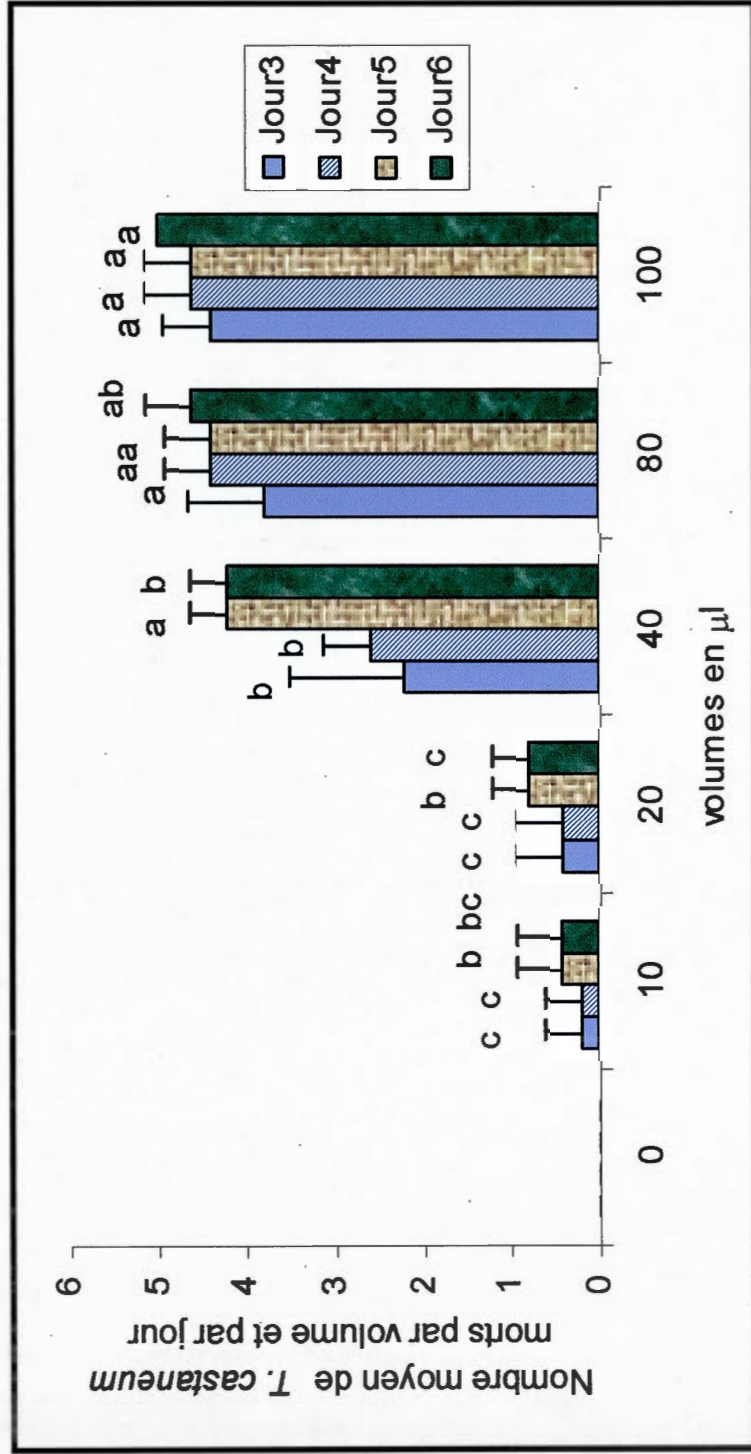 Nombre moyen de T. castaneum
morts par volume et par jour
6
5
4
3
2
1
0
c c b bc
c c b c
b b a b
a aa ab
a a a a
0 10 20 40 80 100
volumes en µl
Jour3
Jour4
Jour5
Jour6